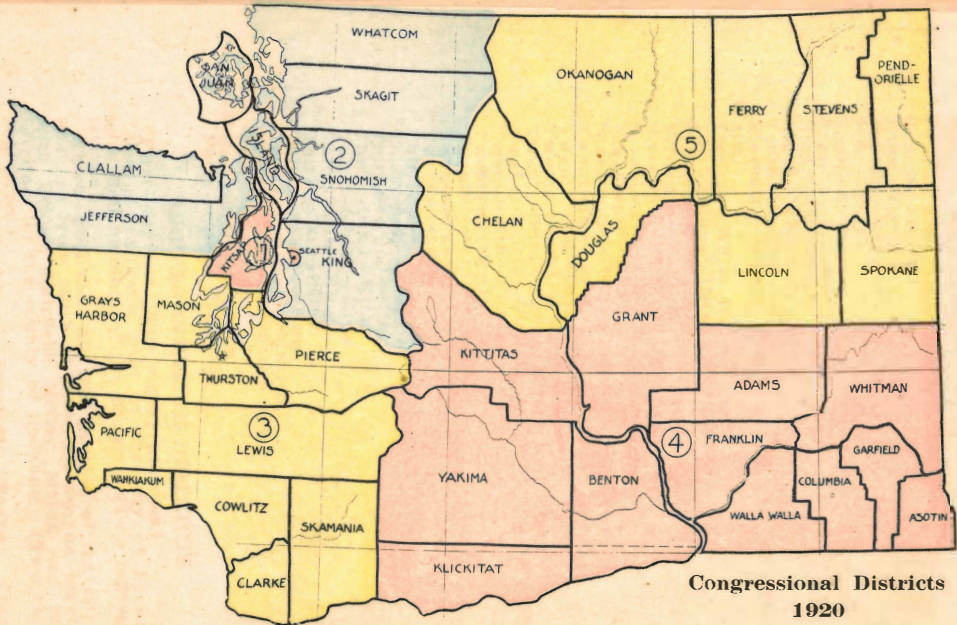 WHATCOM
SAN
JUAN
SKAGIT
ISLAND
②
SNOHOMISH
CLALLAM
JEFFERSON
KITSAP
①
SEATTLE
KING
OKANOGAN
FERRY
STEVENS
PEND-
ORIELLE
⑤
CHELAN
DOUGLAS
LINCOLN
SPOKANE
GRAYS
HARBOR
MASON
PIERCE
THURSTON
KITTITAS
GRANT
ADAMS
WHITMAN
PACIFIC
③
LEWIS
WAHKIAKUM
COWLITZ
SKAMANIA
CLARKE
YAKIMA
BENTON
④
FRANKLIN
GARFIELD
COLUMBIA
WALLA WALLA
ASOTIN
KLICKITAT
Congressional Districts
1920